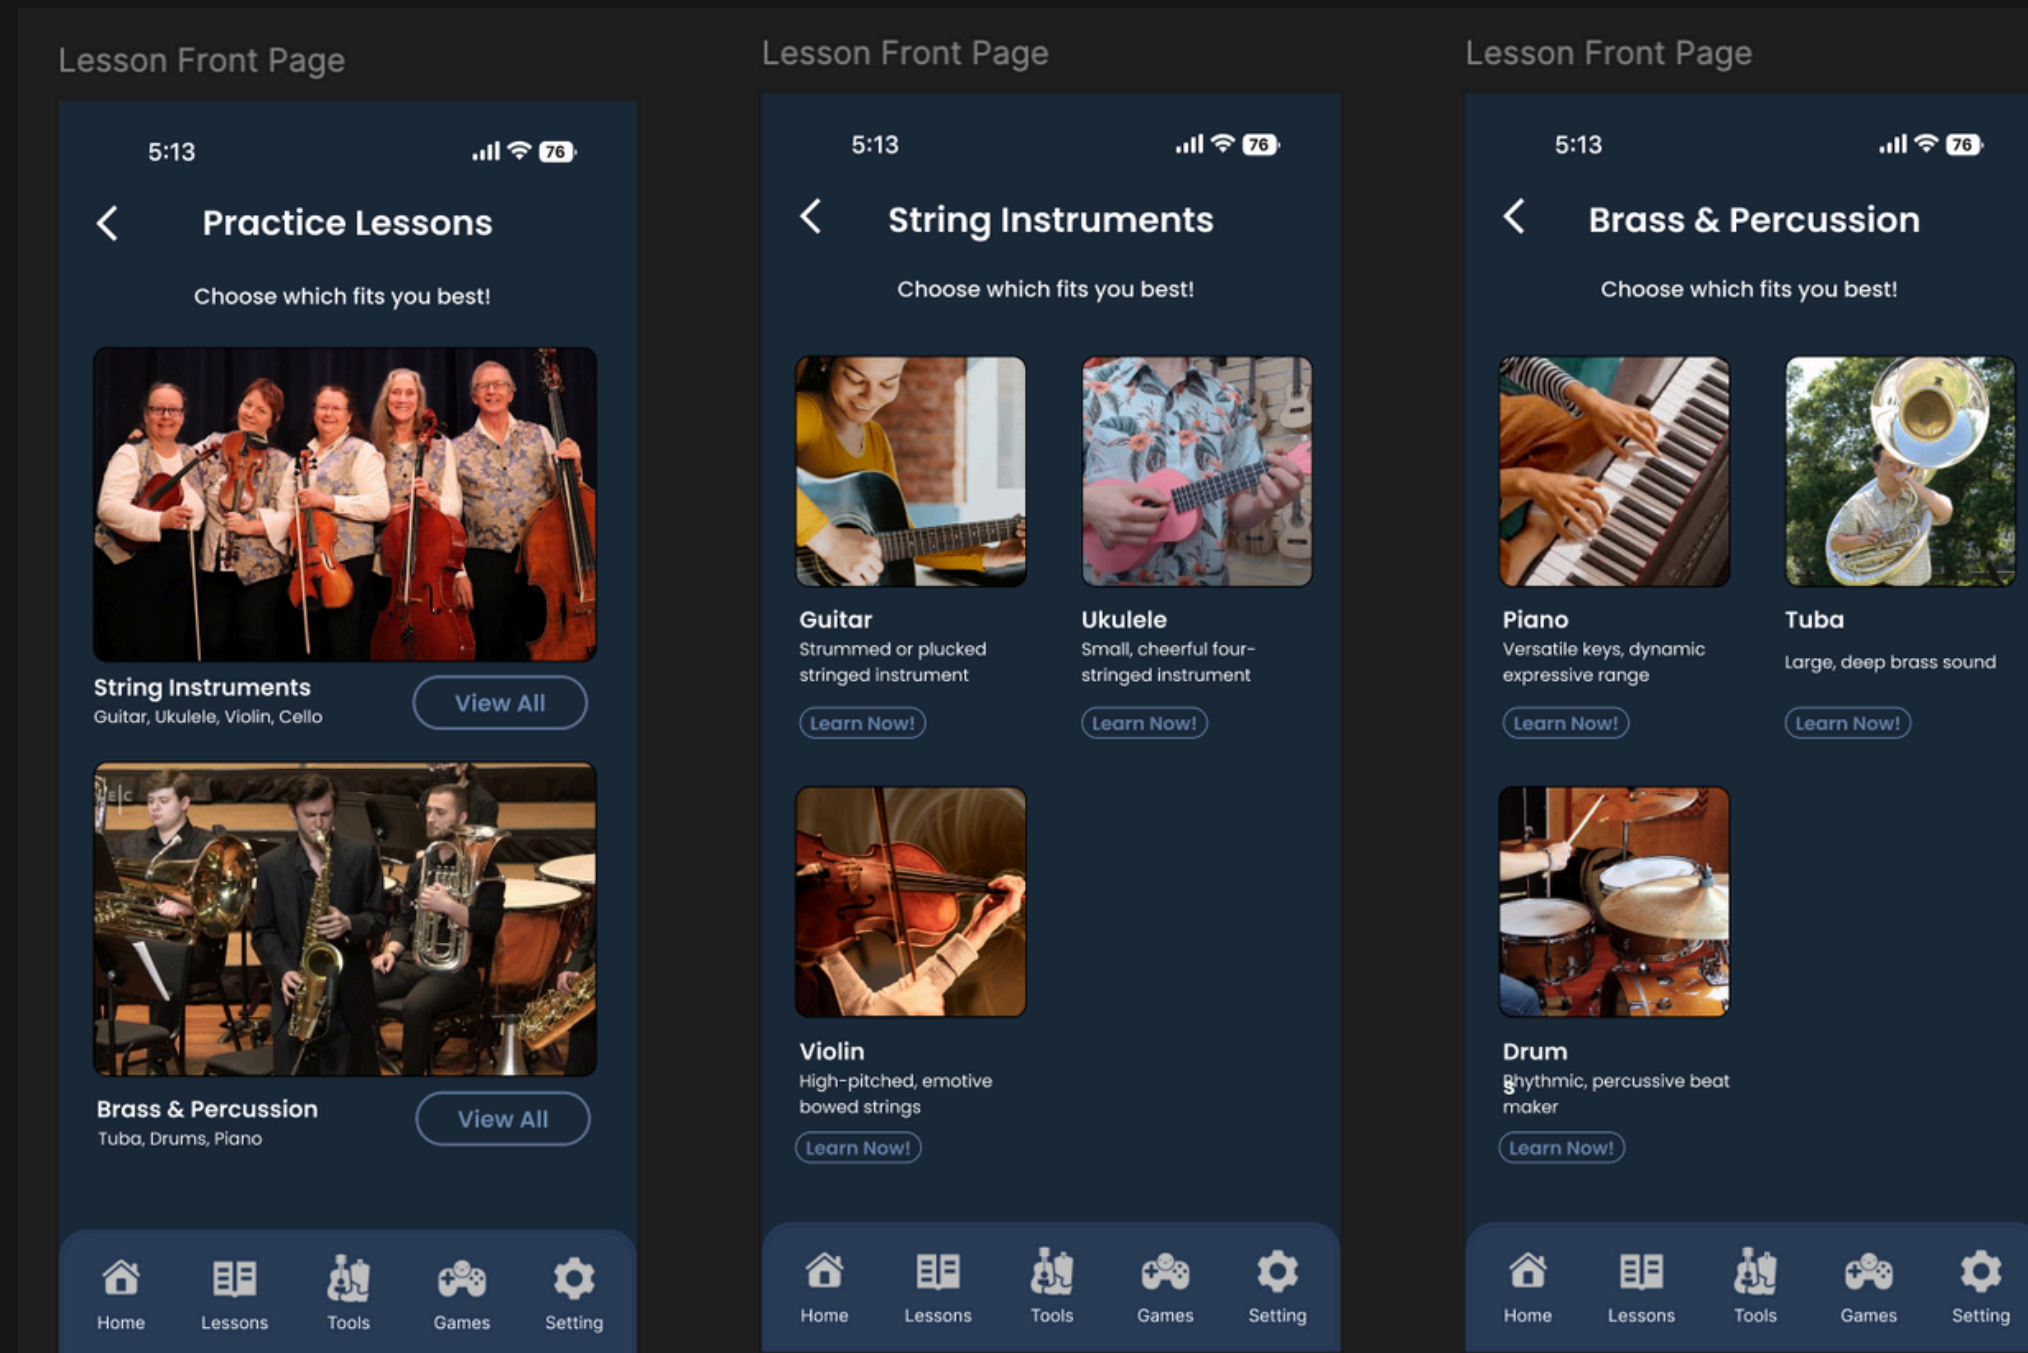 Lesson Front Page
5:13
76
Practice Lessons
Choose which fits you best!
String Instruments
Guitar, Ukulele, Violin, Cello
View All
E|C
Brass & Percussion
Tuba, Drums, Piano
View All
Home
Lessons
Tools
Games
Setting
Lesson Front Page
5:13
76
String Instruments
Choose which fits you best!
Guitar
Strummed or plucked
stringed instrument
Learn Now!
Ukulele
Small, cheerful four-
stringed instrument
Learn Now!
Violin
High-pitched, emotive
bowed strings
Learn Now!
Home
Lessons
Tools
Games
Setting
Lesson Front Page
5:13
76
Brass & Percussion
Choose which fits you best!
Piano
Versatile keys, dynamic
expressive range
Learn Now!
Tuba
Large, deep brass sound
Learn Now!
Drum
s
Rhythmic, percussive beat
maker
Learn Now!
Home
Lessons
Tools
Games
Setting